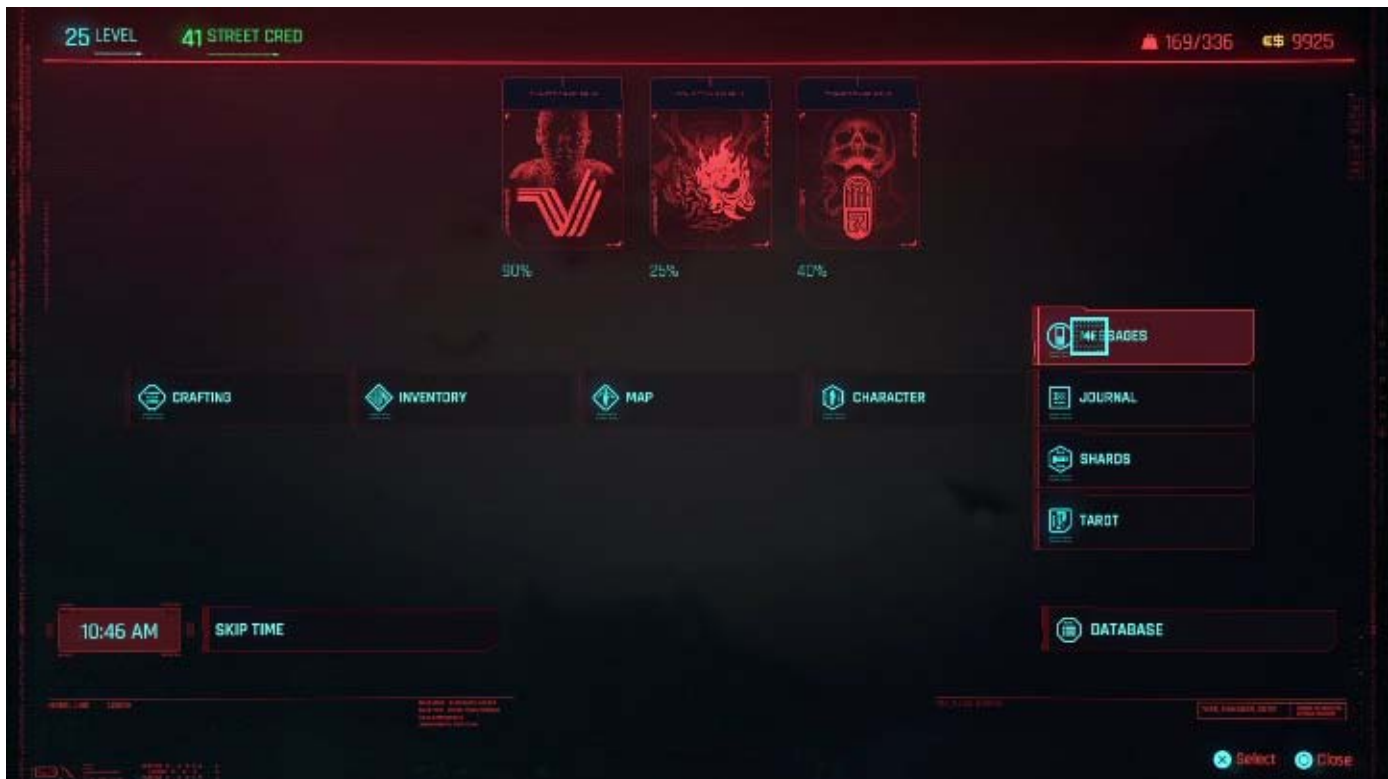 25 LEVEL 41 STREET CRED 169/336 €$ 9925
90% 25% 40%
MESSAGES
CRAFTING INVENTORY MAP CHARACTER JOURNAL
SHARDS
TAROT
10:46 AM SKIP TIME DATABASE
Select Close